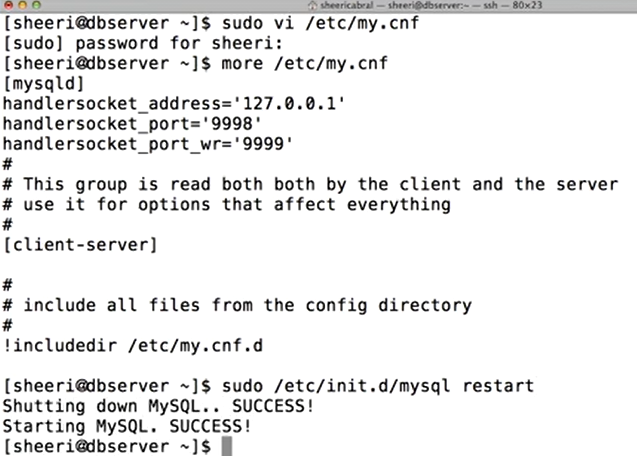 sheericabral — sheeri@dbserver:~ — ssh — 80×23
[sheeri@dbserver ~]$ sudo vi /etc/my.cnf
[sudo] password for sheeri:
[sheeri@dbserver ~]$ more /etc/my.cnf
[mysqld]
handlersocket_address='127.0.0.1'
handlersocket_port='9998'
handlersocket_port_wr='9999'
#
# This group is read both both by the client and the server
# use it for options that affect everything
#
[client-server]
#
# include all files from the config directory
#
!includedir /etc/my.cnf.d
[sheeri@dbserver ~]$ sudo /etc/init.d/mysql restart
Shutting down MySQL.. SUCCESS!
Starting MySQL. SUCCESS!
[sheeri@dbserver ~]$